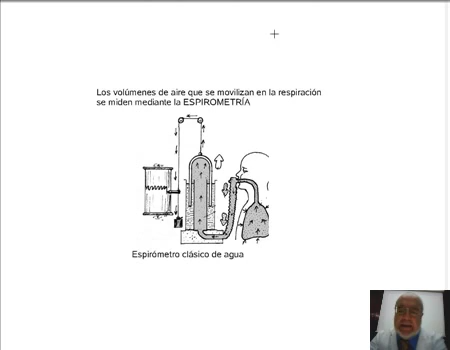 Los volúmenes de aire que se movilizan en la respiración
se miden mediante la ESPIROMETRÍA
Espirómetro clásico de agua